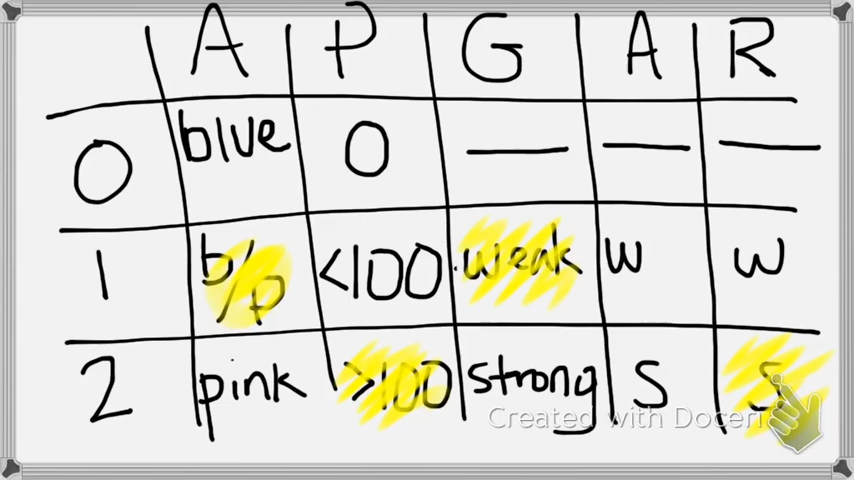 A P G A R
0 blue 0 — — —
1 b/p <100 weak w w
2 pink >100 strong S S
Created with Doceri